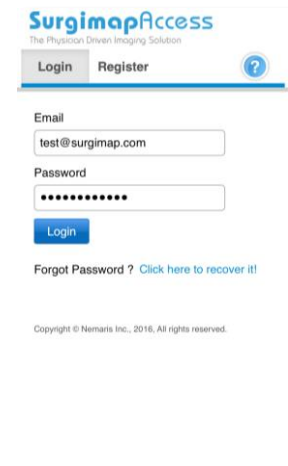 SurgimapAccess
The Physician Driven Imaging Solution
Login Register ?
Email
test@surgimap.com
Password
••••••••••••
Login
Forgot Password ? Click here to recover it!
Copyright © Nemaris Inc., 2016, All rights reserved.